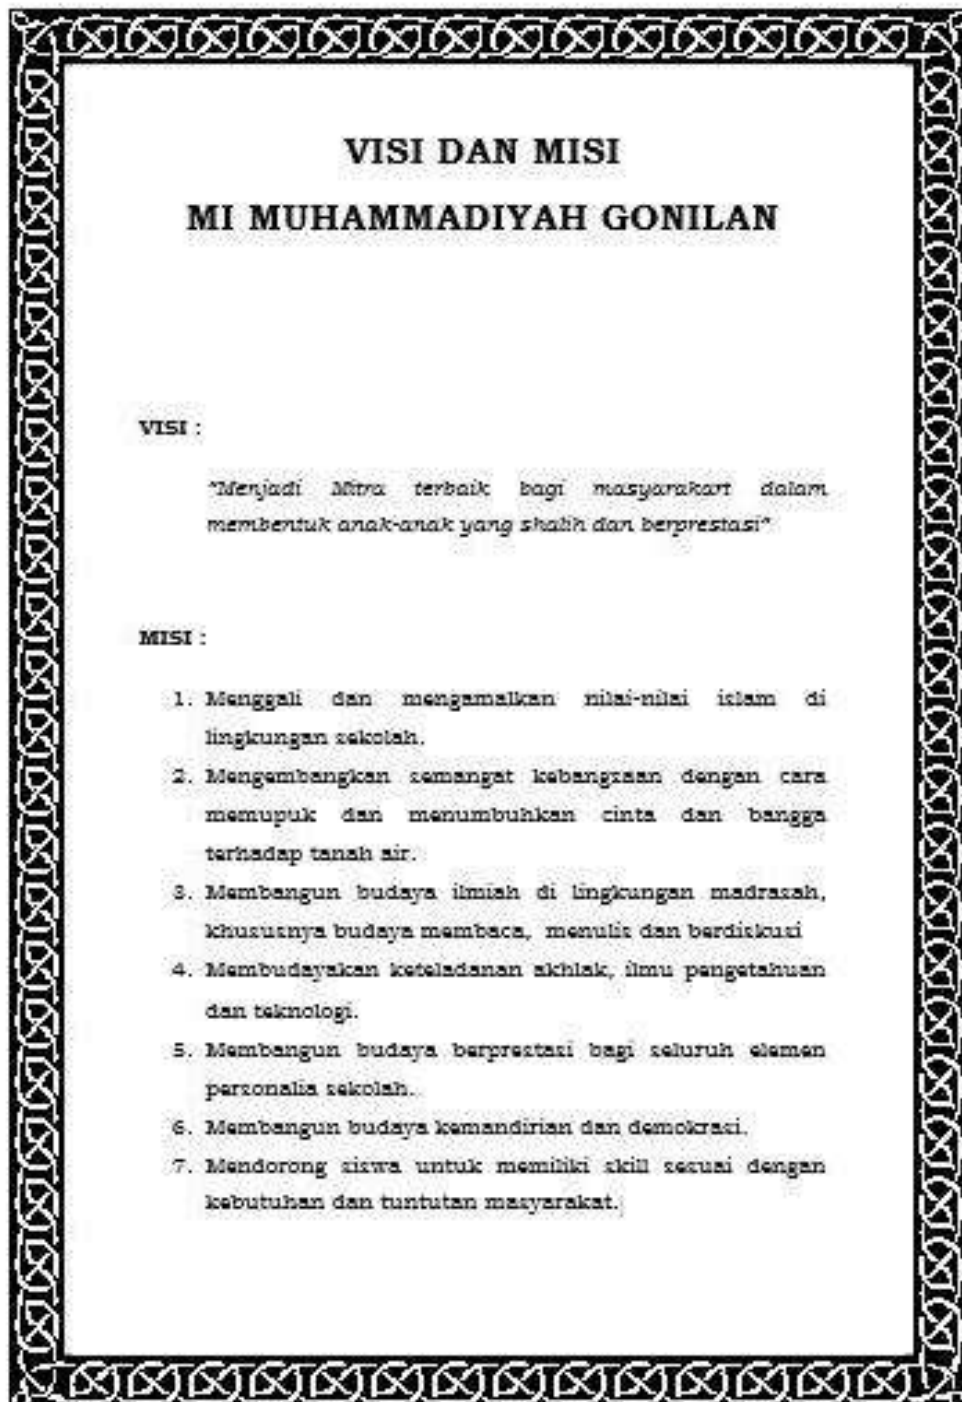 VISI DAN MISI
MI MUHAMMADIYAH GONILAN
VISI :
"Menjadi Mitra terbaik bagi masyarakart dalam
membentuk anak-anak yang shalih dan berprestasi"
MISI :
1. Menggali dan mengamalkan nilai-nilai islam di
lingkungan sekolah.
2. Mengembangkan semangat kebangsaan dengan cara
memupuk dan menumbuhkan cinta dan bangga
terhadap tanah air.
3. Membangun budaya ilmiah di lingkungan madrasah,
khususnya budaya membaca, menulis dan berdiskusi
4. Membudayakan keteladanan akhlak, ilmu pengetahuan
dan teknologi.
5. Membangun budaya berprestasi bagi seluruh elemen
personalia sekolah.
6. Membangun budaya kemandirian dan demokrasi.
7. Mendorong siswa untuk memiliki skill sesuai dengan
kebutuhan dan tuntutan masyarakat.